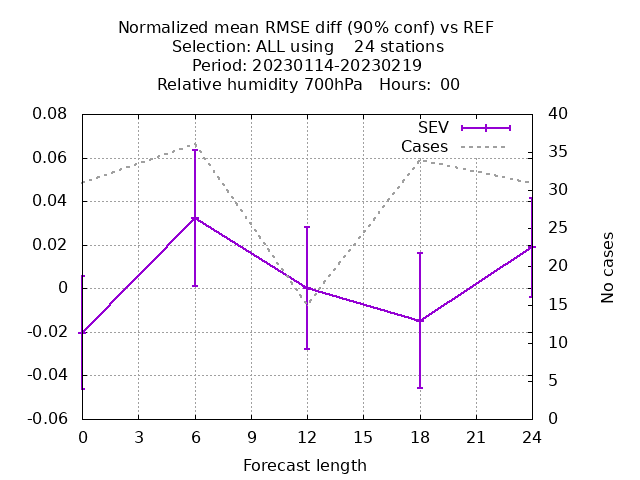 Normalized mean RMSE diff (90% conf) vs REF
Selection: ALL using    24 stations
Period: 20230114-20230219
Relative humidity 700hPa   Hours:  00
SEV
Cases
0.08
0.06
0.04
0.02
0
-0.02
-0.04
-0.06
40
35
30
25
20
15
10
5
0
No cases
0 3 6 9 12 15 18 21 24
Forecast length